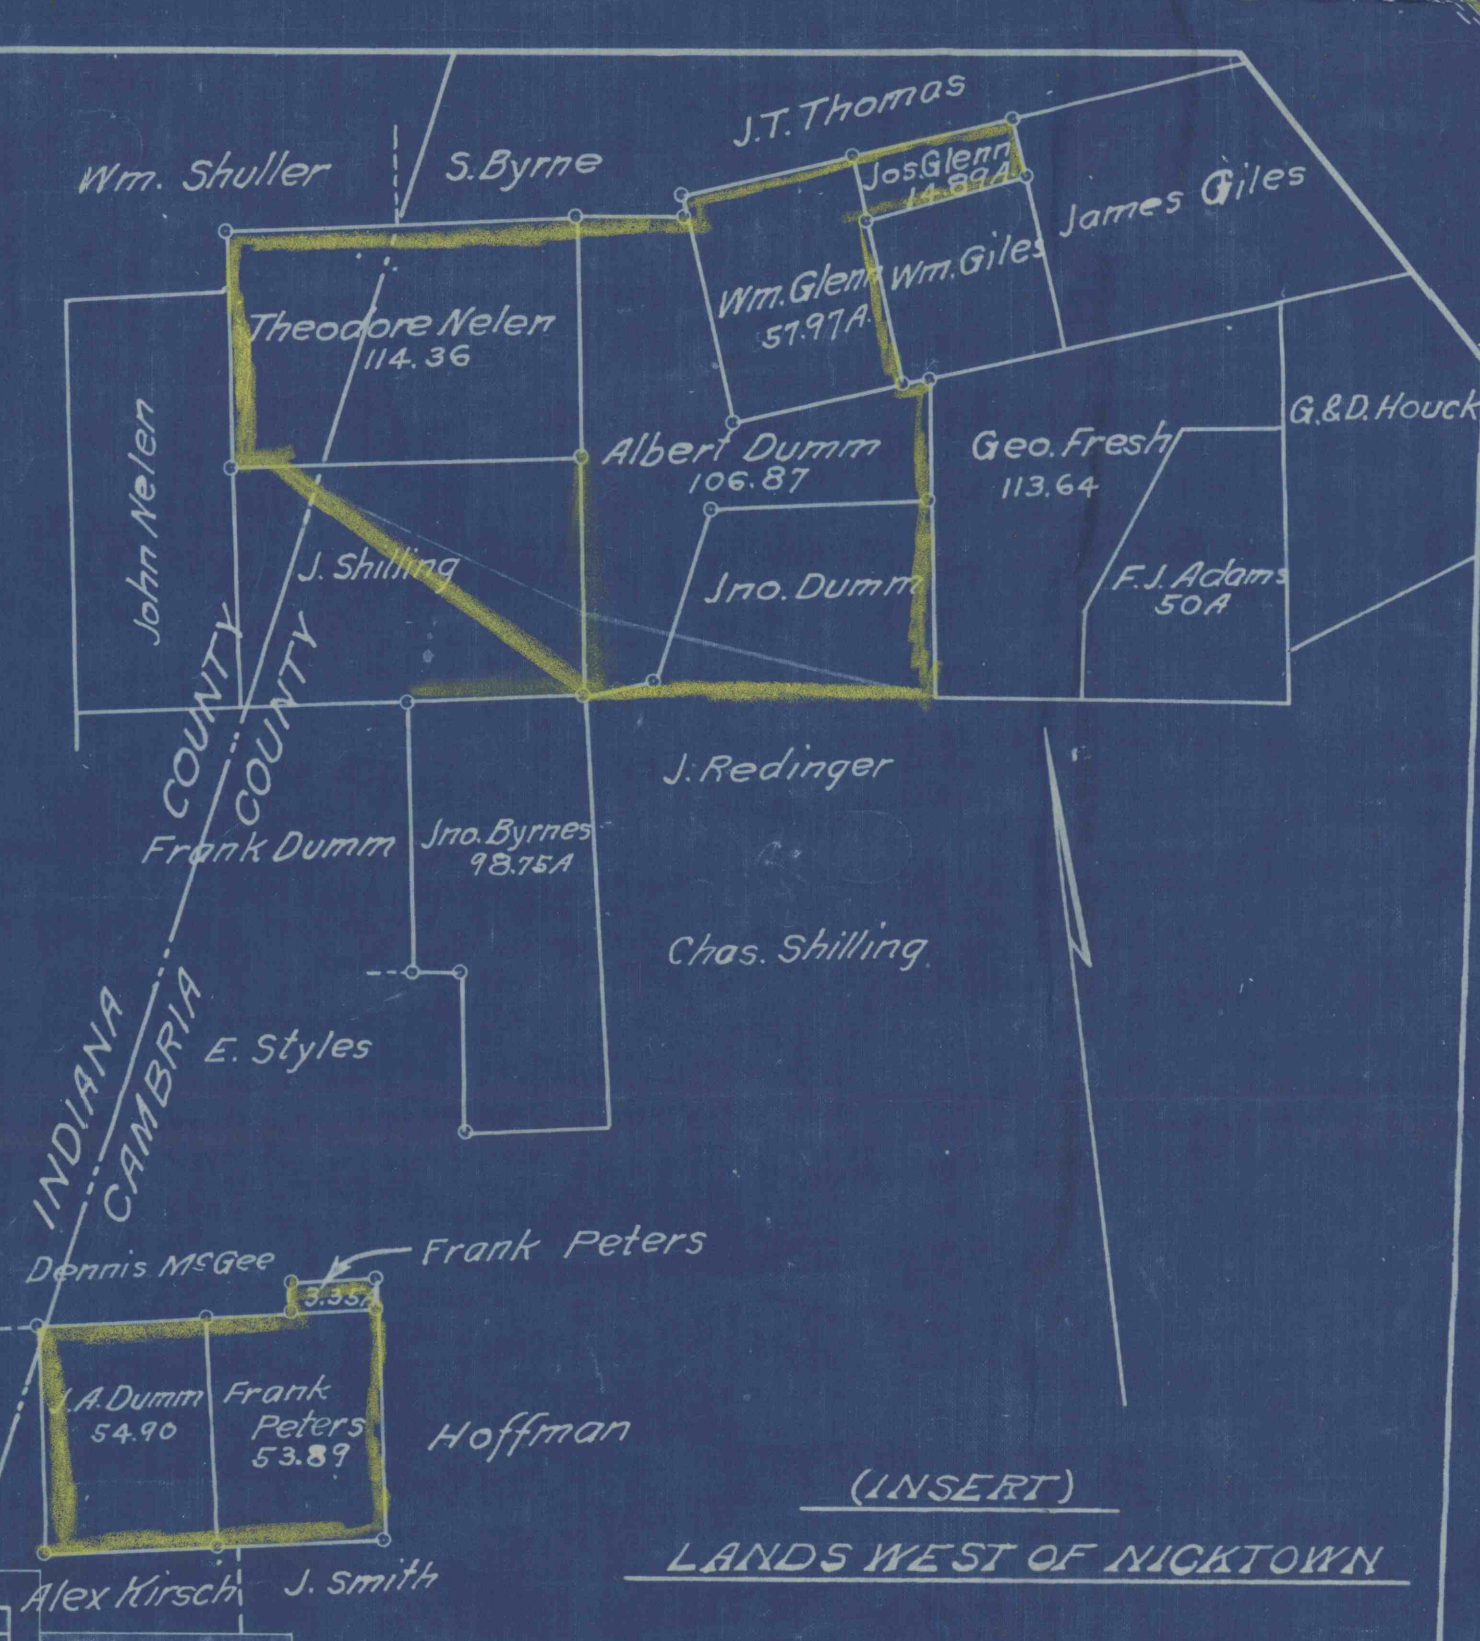 J.T. Thomas
Wm. Shuller
S. Byrne
Jos. Glenn
14.89A.
James Giles
Wm. Glenn
57.97A.
Wm. Giles
Theodore Nelen
114.36
John Nelen
Albert Dumm
106.87
Geo. Fresh
113.64
G.&D. Houck
J. Shilling
Jno. Dumm
F.J. Adams
50A
COUNTY
COUNTY
J. Redinger
Frank Dumm
Jno. Byrnes
98.75A
Chas. Shilling
E. Styles
INDIANA
CAMBRIA
Dennis McGee
Frank Peters
3.35A
.A. Dumm
54.90
Frank
Peters
53.89
Hoffman
(INSERT)
LANDS WEST OF NICKTOWN
Alex Kirsch
J. Smith